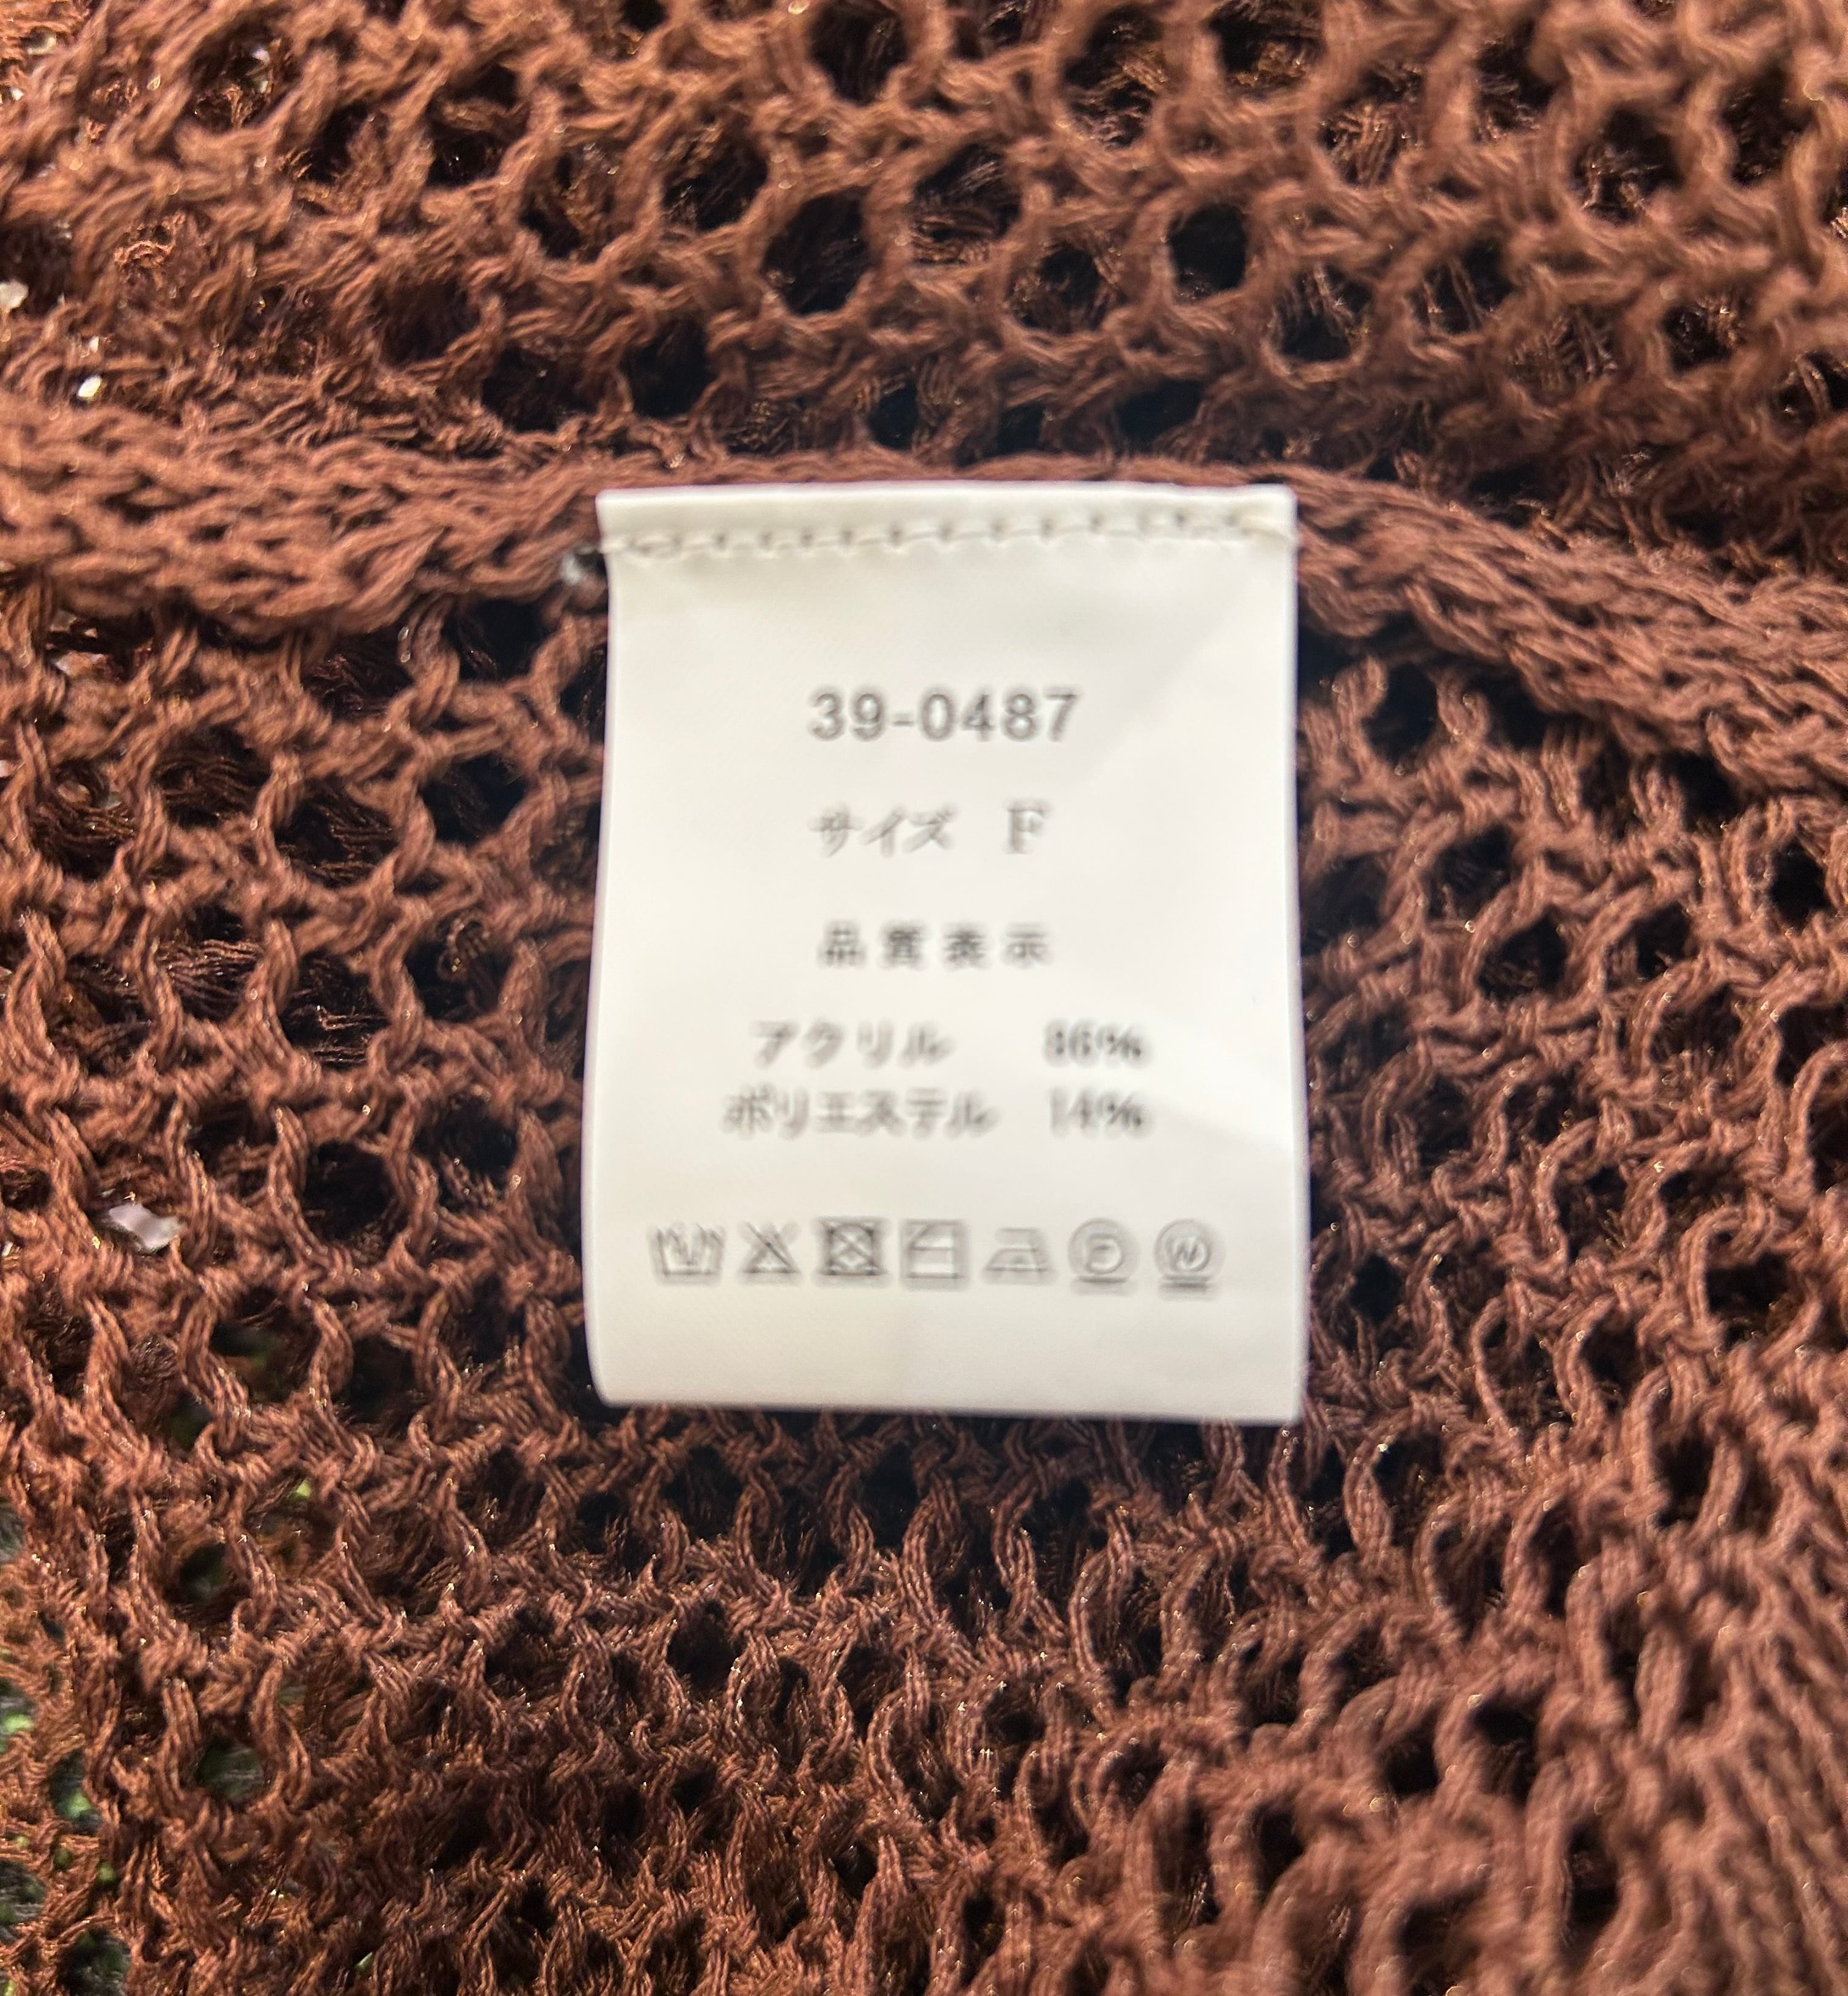 39-0487
サイズ F
品質表示
アクリル 86%
ポリエステル 14%
F W